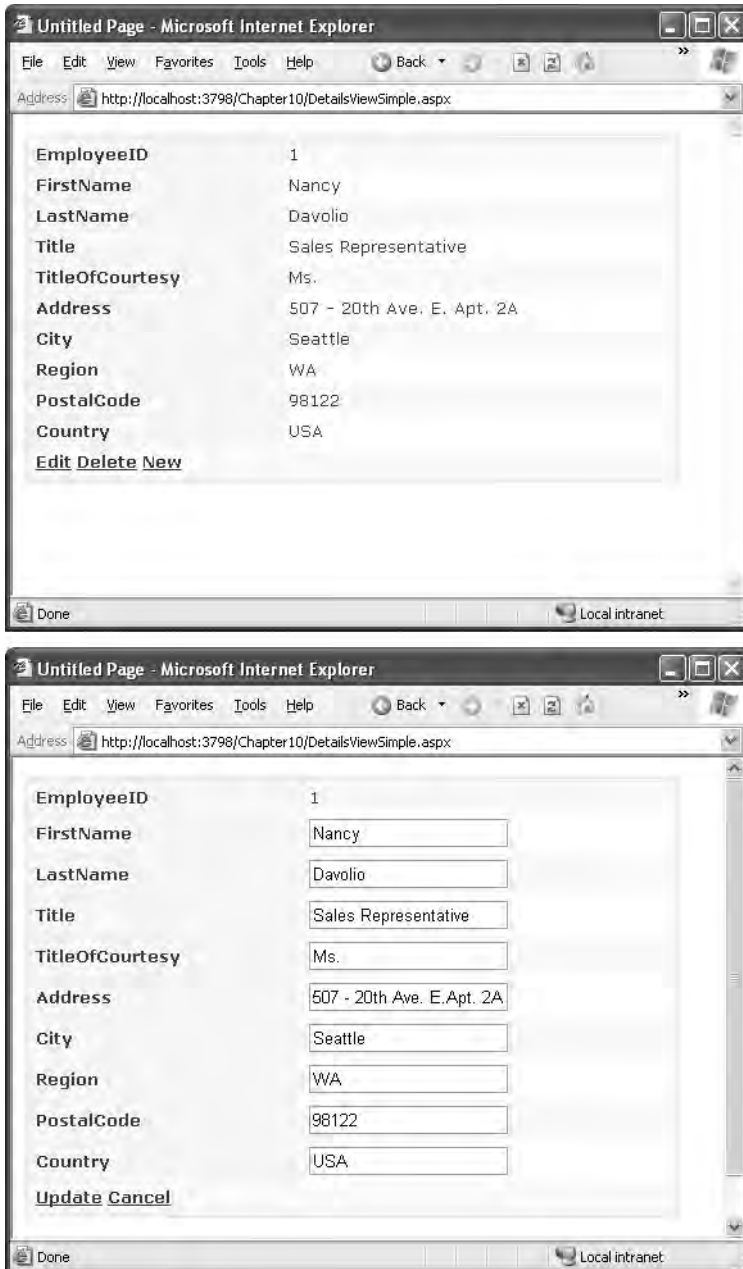 Untitled Page - Microsoft Internet Explorer
File Edit View Favorites Tools Help Back »
Address http://localhost:3798/Chapter10/DetailsViewSimple.aspx
EmployeeID 1
FirstName Nancy
LastName Davolio
Title Sales Representative
TitleOfCourtesy Ms.
Address 507 - 20th Ave. E. Apt. 2A
City Seattle
Region WA
PostalCode 98122
Country USA
Edit Delete New
Done Local intranet
Untitled Page - Microsoft Internet Explorer
File Edit View Favorites Tools Help Back »
Address http://localhost:3798/Chapter10/DetailsViewSimple.aspx
EmployeeID 1
FirstName Nancy
LastName Davolio
Title Sales Representative
TitleOfCourtesy Ms.
Address 507 - 20th Ave. E.Apt. 2A
City Seattle
Region WA
PostalCode 98122
Country USA
Update Cancel
Done Local intranet